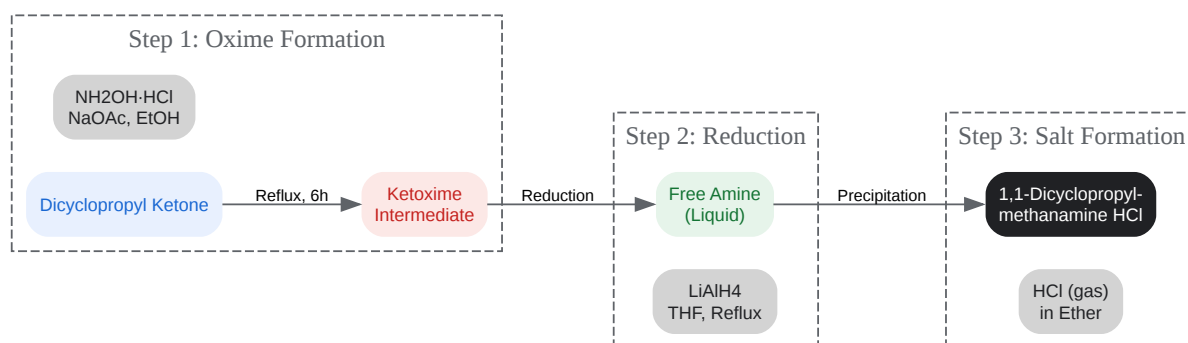 Step 1: Oxime Formation
NH2OH·HCl
NaOAc, EtOH
Dicyclopropyl Ketone
Reflux, 6h
Ketoxime
Intermediate
Reduction
Step 2: Reduction
Free Amine
(Liquid)
LiAlH4
THF, Reflux
Precipitation
Step 3: Salt Formation
1,1-Dicyclopropyl-
methanamine HCl
HCl (gas)
in Ether